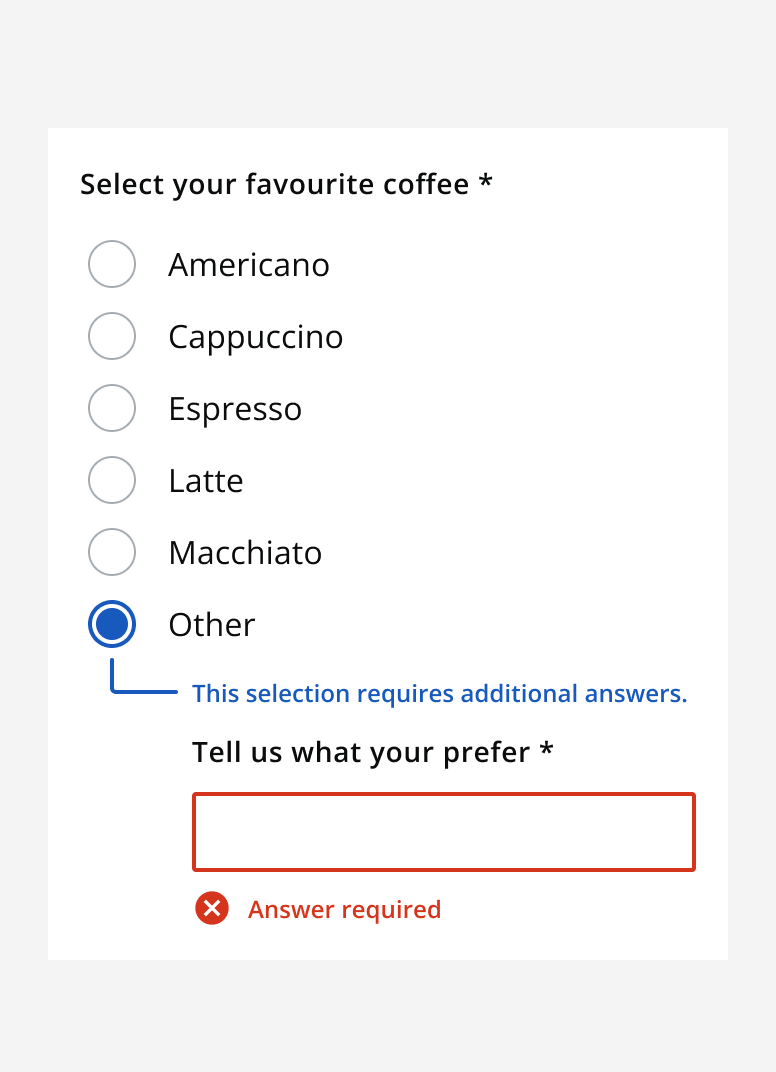 Select your favourite coffee *
Americano
Cappuccino
Espresso
Latte
Macchiato
Other
This selection requires additional answers.
Tell us what your prefer *
Answer required